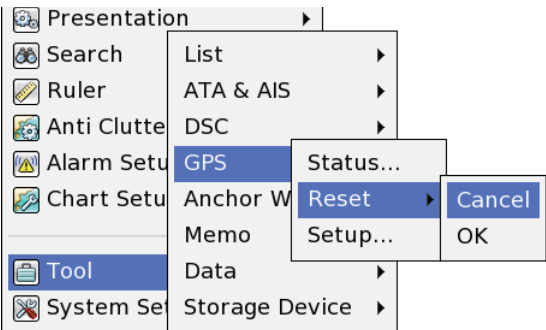 Presentation
Search
Ruler
Anti Clutte
Alarm Setu
Chart Setu
Tool
System Set
List
ATA & AIS
DSC
GPS
Anchor W
Memo
Data
Storage Device
Status...
Reset
Setup...
Cancel
OK